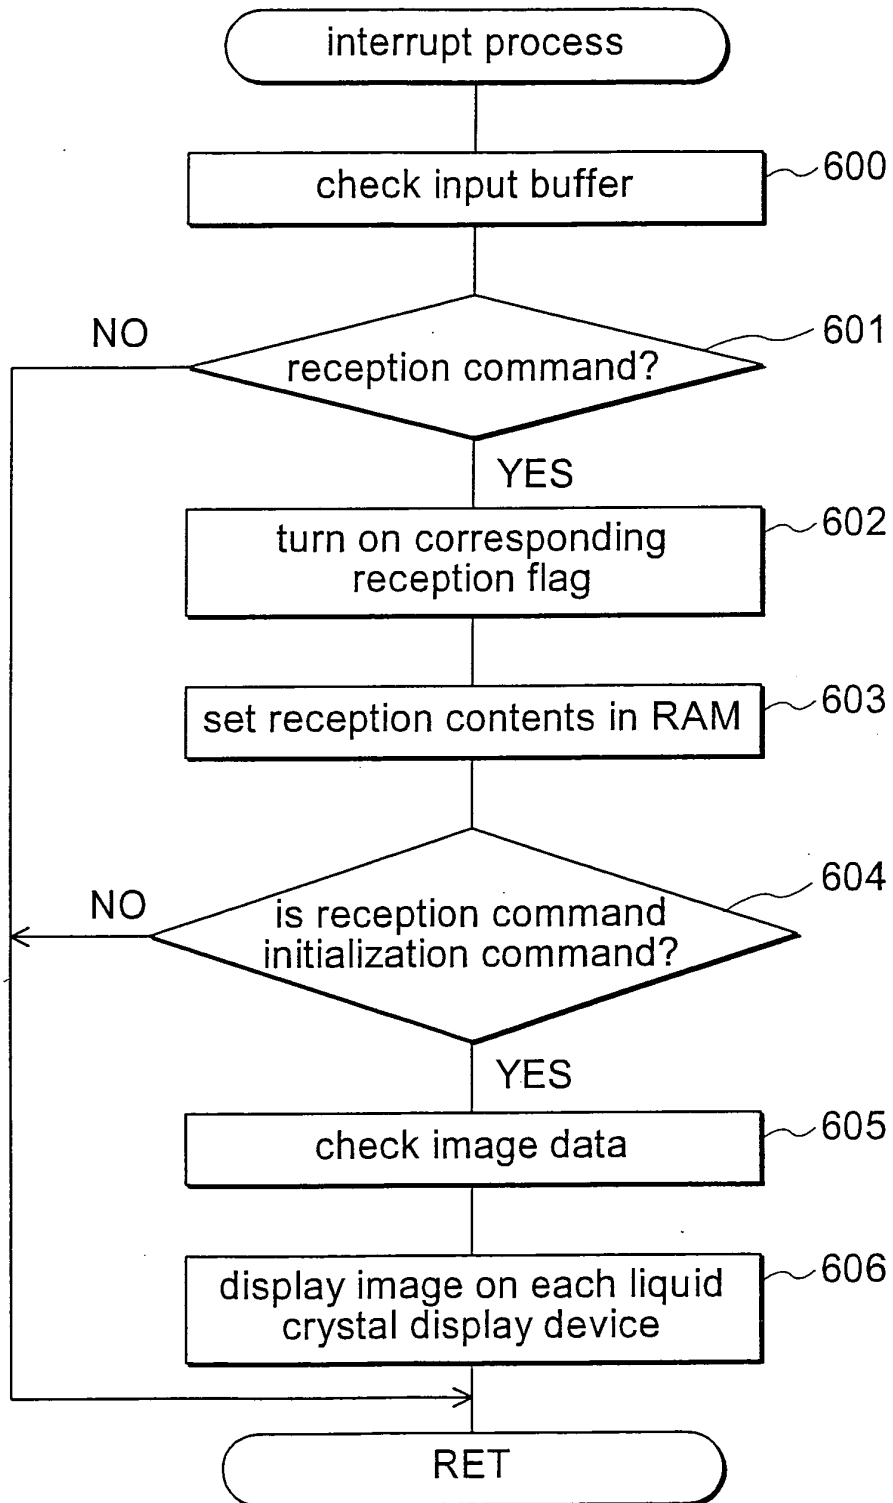 interrupt process
check input buffer
600
NO
reception command?
601
YES
turn on corresponding
reception flag
602
set reception contents in RAM
603
NO
is reception command
initialization command?
604
YES
check image data
605
display image on each liquid
crystal display device
606
RET